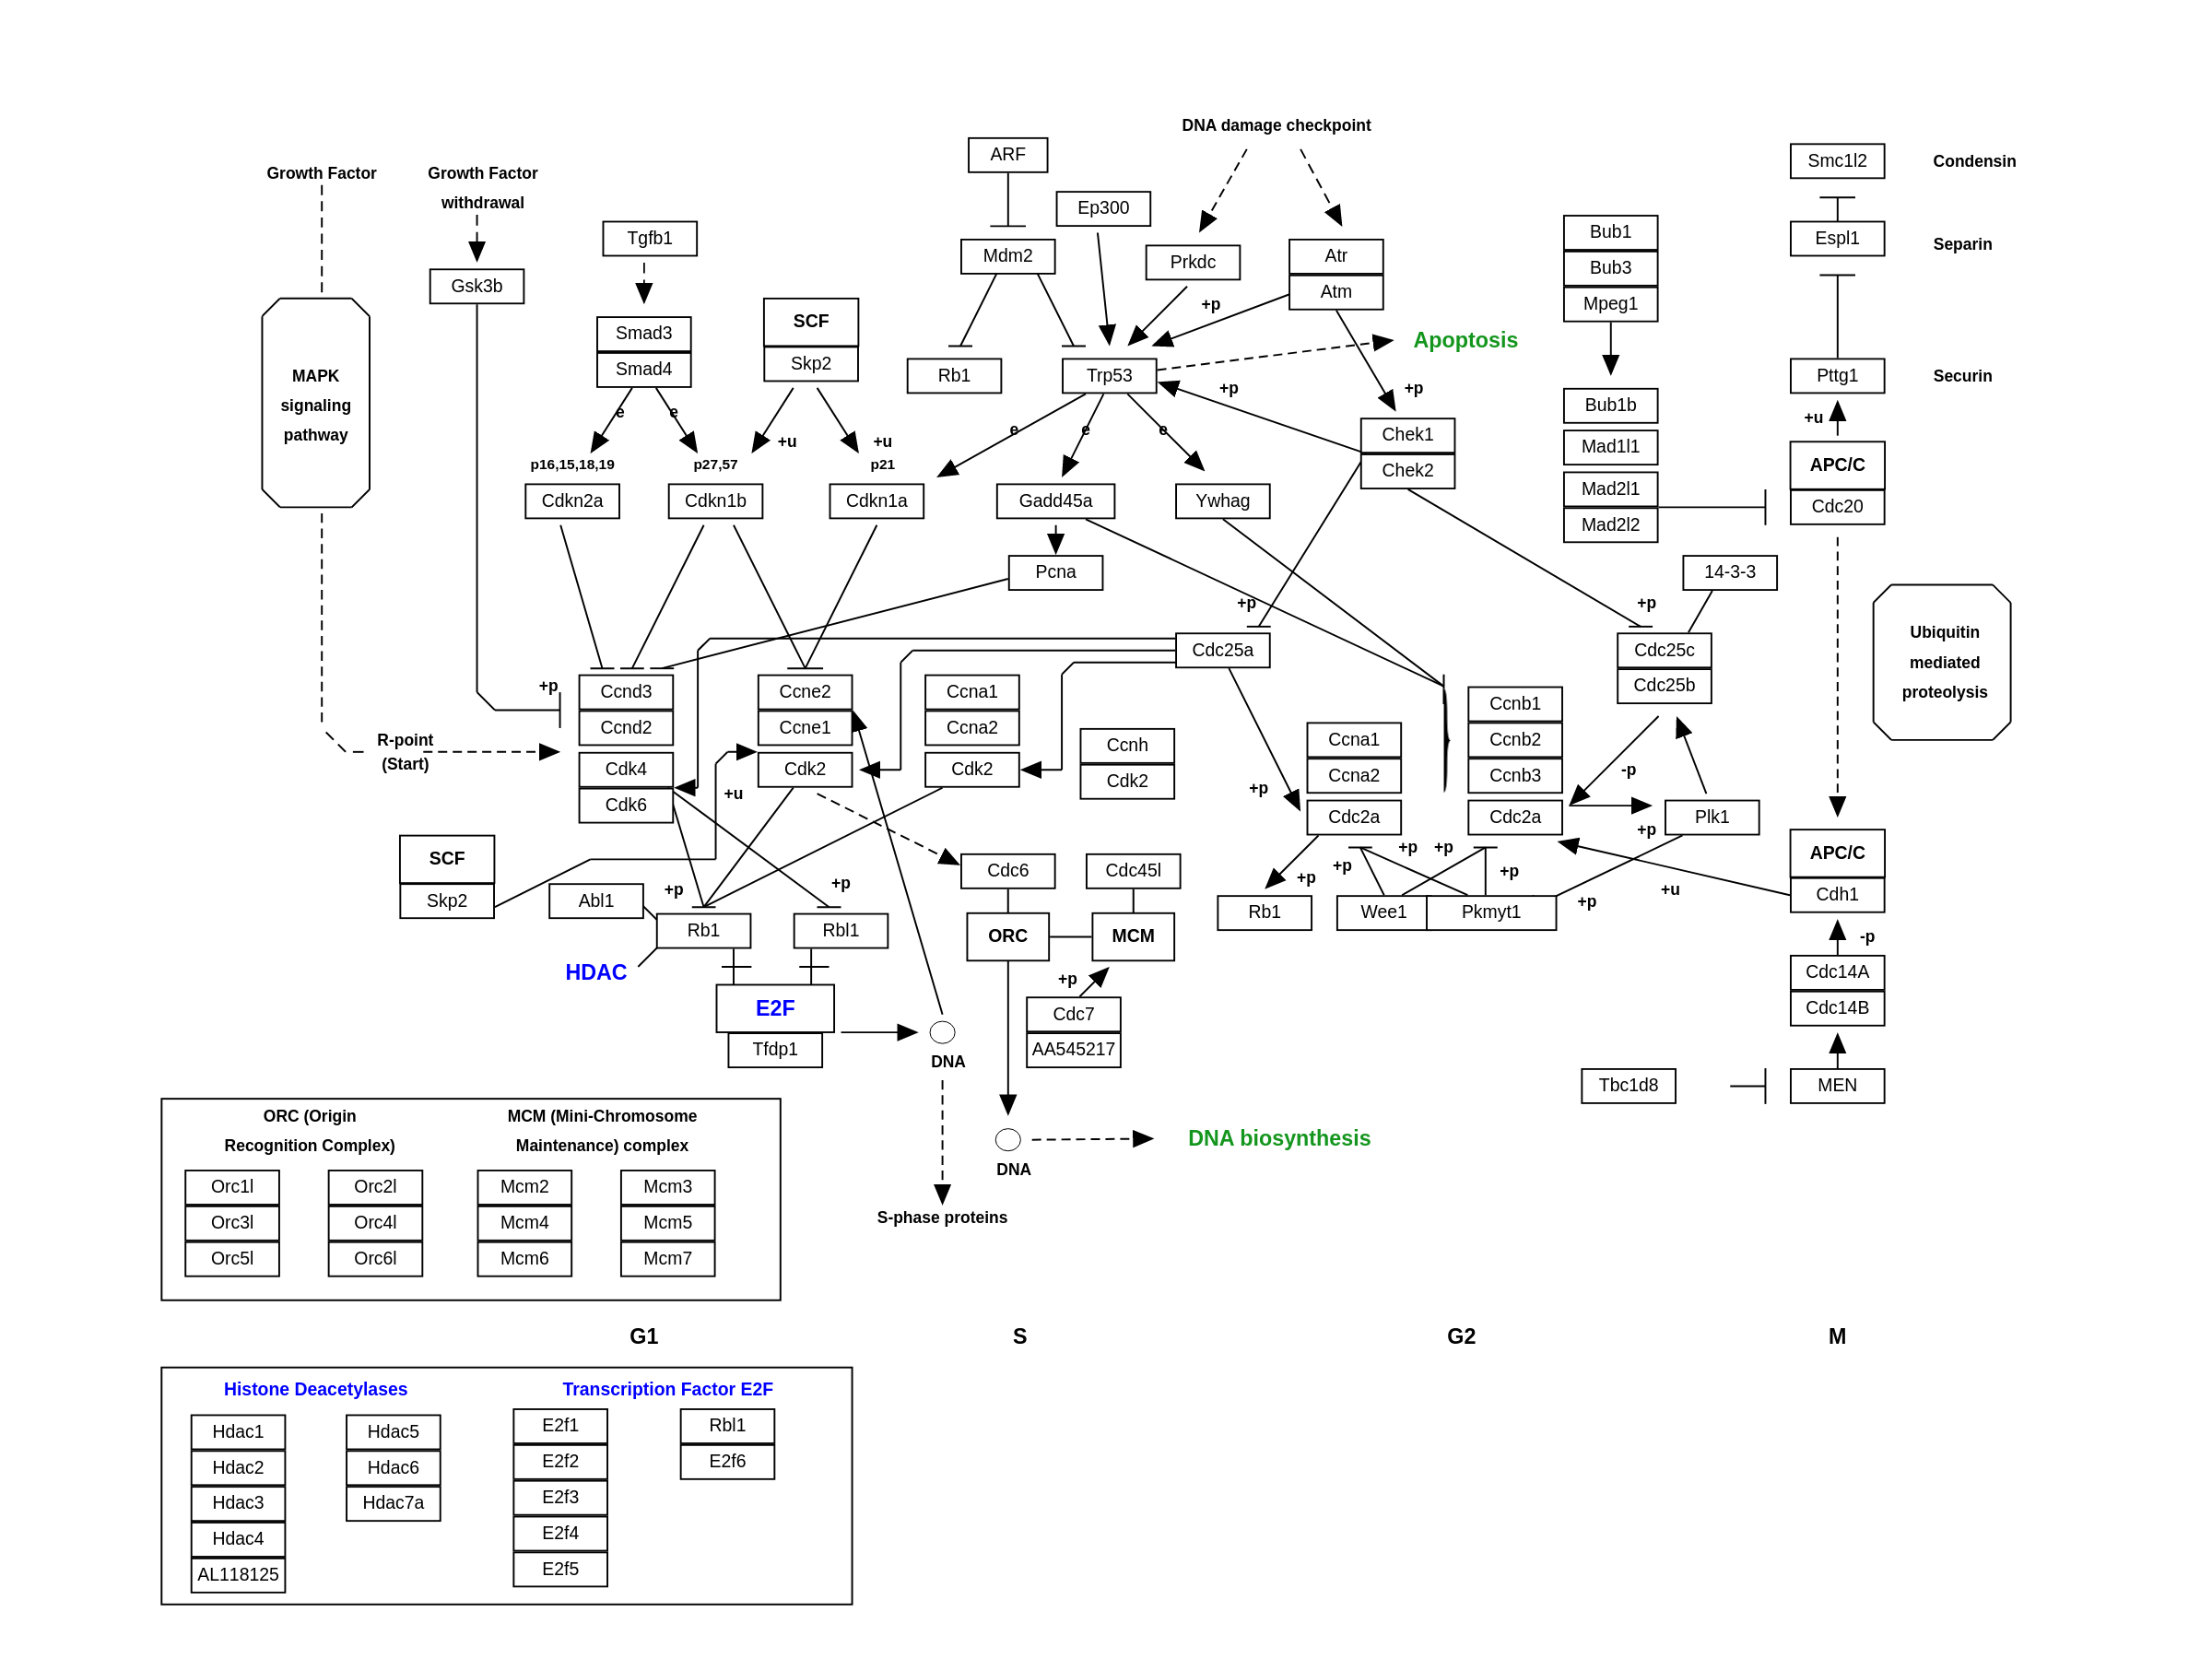 DNA damage checkpoint
ARF
Smc1l2
Condensin
Growth Factor
Growth Factor
withdrawal
Ep300
Tgfb1
Bub1
Espl1
Separin
Mdm2
Prkdc
Atr
Atm
Bub3
Mpeg1
Gsk3b
+p
SCF
Skp2
Smad3
Smad4
Apoptosis
MAPK
signaling
pathway
Rb1
Trp53
+p
+p
Pttg1
Securin
e
e
+u
+u
e
e
e
Chek1
Chek2
Bub1b
Mad1l1
Mad2l1
Mad2l2
+u
APC/C
Cdc20
p16,15,18,19
p27,57
p21
Cdkn2a
Cdkn1b
Cdkn1a
Gadd45a
Ywhag
Pcna
14-3-3
+p
+p
Cdc25a
Cdc25c
Cdc25b
Ubiquitin
mediated
proteolysis
+p
Ccnd3
Ccnd2
Cdk4
Cdk6
Ccne2
Ccne1
Cdk2
Ccna1
Ccna2
Cdk2
Ccnh
Cdk2
Ccna1
Ccna2
Cdc2a
Ccnb1
Ccnb2
Ccnb3
Cdc2a
R-point
(Start)
+u
+p
-p
Plk1
+p
SCF
Skp2
Abl1
+p
+p
Cdc6
Cdc45l
+p
+p
+p
+p
+p
+p
+u
APC/C
Cdh1
Rb1
Rbl1
ORC
MCM
Rb1
Wee1
Pkmyt1
-p
HDAC
+p
Cdc14A
Cdc14B
E2F
Tfdp1
Cdc7
AA545217
DNA
Tbc1d8
MEN
DNA biosynthesis
DNA
S-phase proteins
ORC (Origin
Recognition Complex)
MCM (Mini-Chromosome
Maintenance) complex
Orc1l
Orc2l
Mcm2
Mcm3
Orc3l
Orc4l
Mcm4
Mcm5
Orc5l
Orc6l
Mcm6
Mcm7
G1
S
G2
M
Histone Deacetylases
Transcription Factor E2F
Hdac1
Hdac5
E2f1
Rbl1
Hdac2
Hdac6
E2f2
E2f6
Hdac3
Hdac7a
E2f3
Hdac4
E2f4
AL118125
E2f5